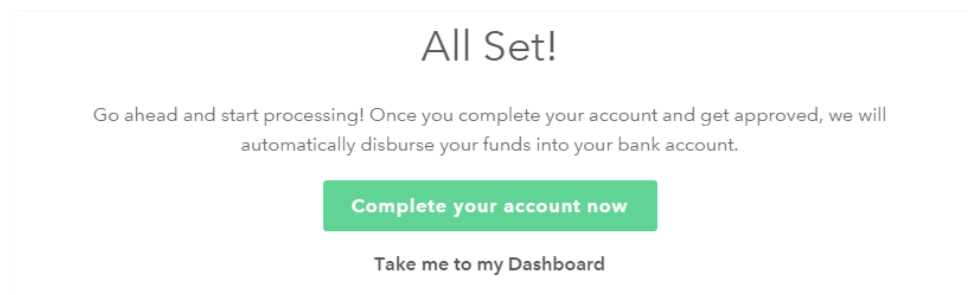 All Set!
Go ahead and start processing! Once you complete your account and get approved, we will
automatically disburse your funds into your bank account.
Complete your account now
Take me to my Dashboard